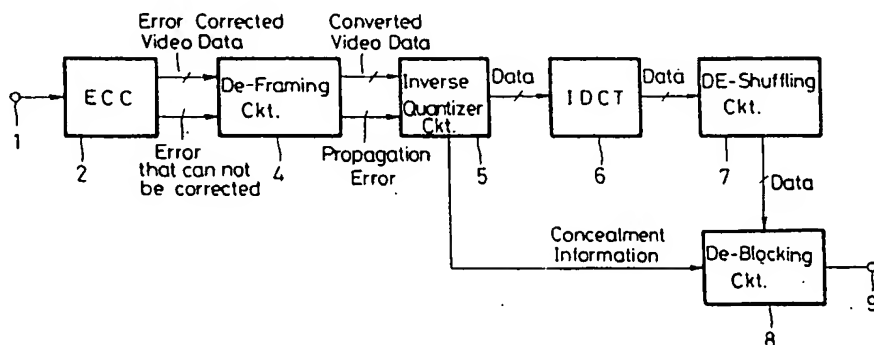 Error Corrected
Video Data
Converted
Video Data
ECC
De-Framing
Ckt.
Inverse
Quantizer
Ckt.
Data
IDCT
Data
DE-Shuffling
Ckt.
1
2
Error
that can not
be corrected
4
Propagation
Error
5
6
7
Data
Concealment
Information
De-Blocking
Ckt.
9
8